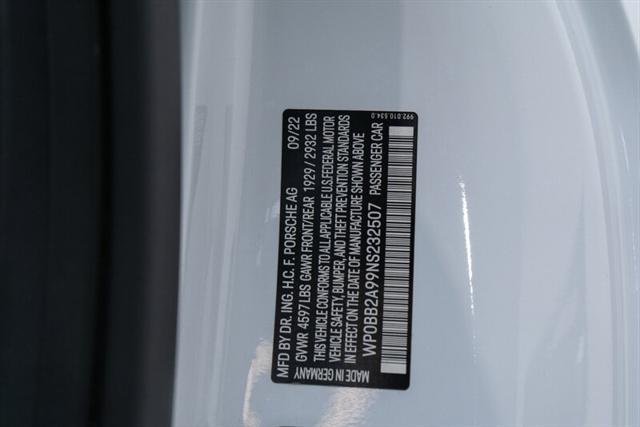 MFD BY DR. ING. H.C. F. PORSCHE AG 09/22
GVWR 4597 LBS GAWR FRONT/REAR 1929 / 2932 LBS
THIS VEHICLE CONFORMS TO ALL APPLICABLE U.S.FEDERAL MOTOR
VEHICLE SAFETY, BUMPER, AND THEFT PREVENTION STANDARDS
IN EFFECT ON THE DATE OF MANUFACTURE SHOWN ABOVE
WP0BB2A99NS232507 PASSENGER CAR
MADE IN GERMANY
992.010.534.0